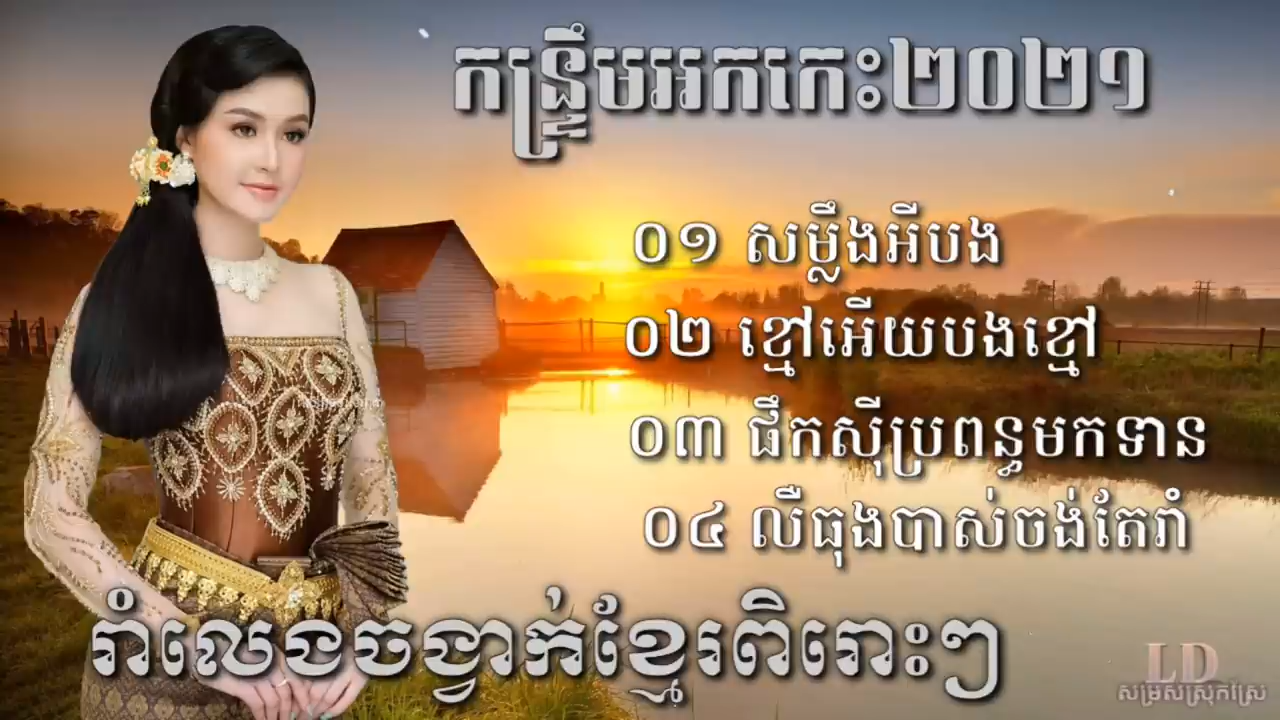 កន្ទ្រឹមអកកេះ២០២១
០១ សម្លឹងអីបង
០២ ខ្មៅអើយបងខ្មៅ
០៣ ផឹកស៊ីប្រពន្ធមកទាន
០៤ លឺធុងបាស់ចង់តែរាំ
រាំលេងចង្វាក់ខ្មែរពិរោះៗ
LD
សម្រស់ស្រុកស្រែ